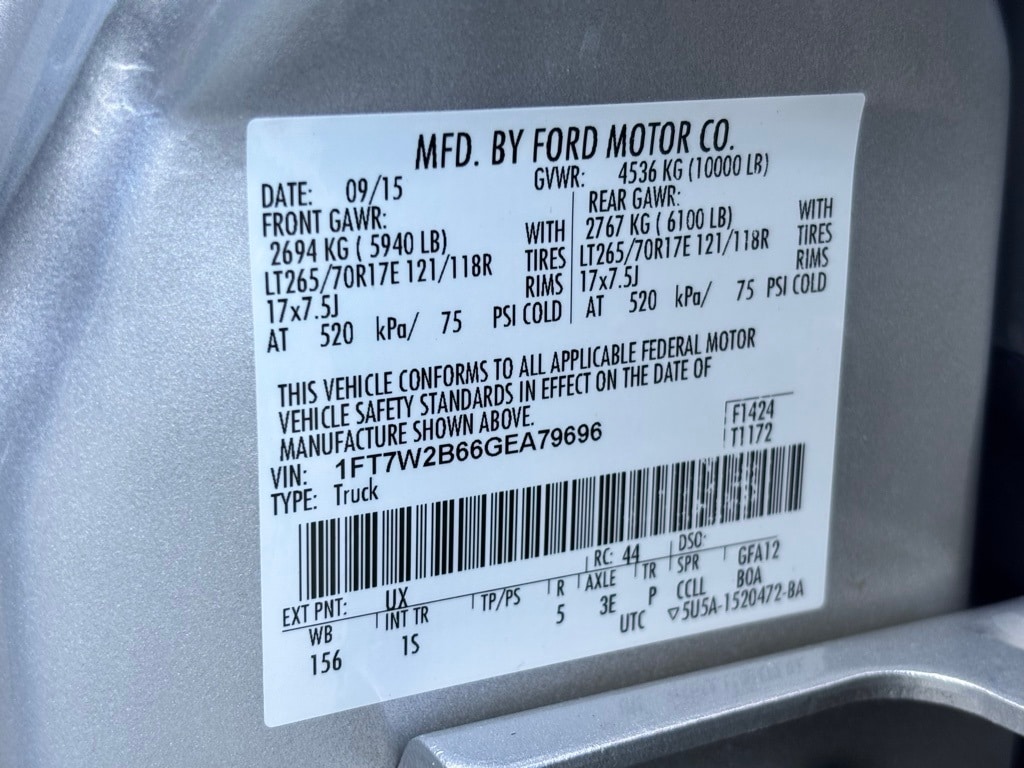 MFD. BY FORD MOTOR CO.
DATE: 09/15 GVWR: 4536 KG (10000 LB)
FRONT GAWR: REAR GAWR:
2694 KG ( 5940 LB) WITH 2767 KG ( 6100 LB) WITH
LT265/70R17E 121/118R TIRES LT265/70R17E 121/118R TIRES
17x7.5J RIMS 17x7.5J RIMS
AT 520 kPa/ 75 PSI COLD AT 520 kPa/ 75 PSI COLD
THIS VEHICLE CONFORMS TO ALL APPLICABLE FEDERAL MOTOR
VEHICLE SAFETY STANDARDS IN EFFECT ON THE DATE OF
MANUFACTURE SHOWN ABOVE.
F1424
VIN: 1FT7W2B66GEA79696 T1172
TYPE: Truck
EXT PNT: UX RC: 44 DSO:
WB INT TR TP/PS R AXLE TR SPR GFA12
156 1S 5 3E P CCLL BOA
UTC ▽5U5A-1520472-BA